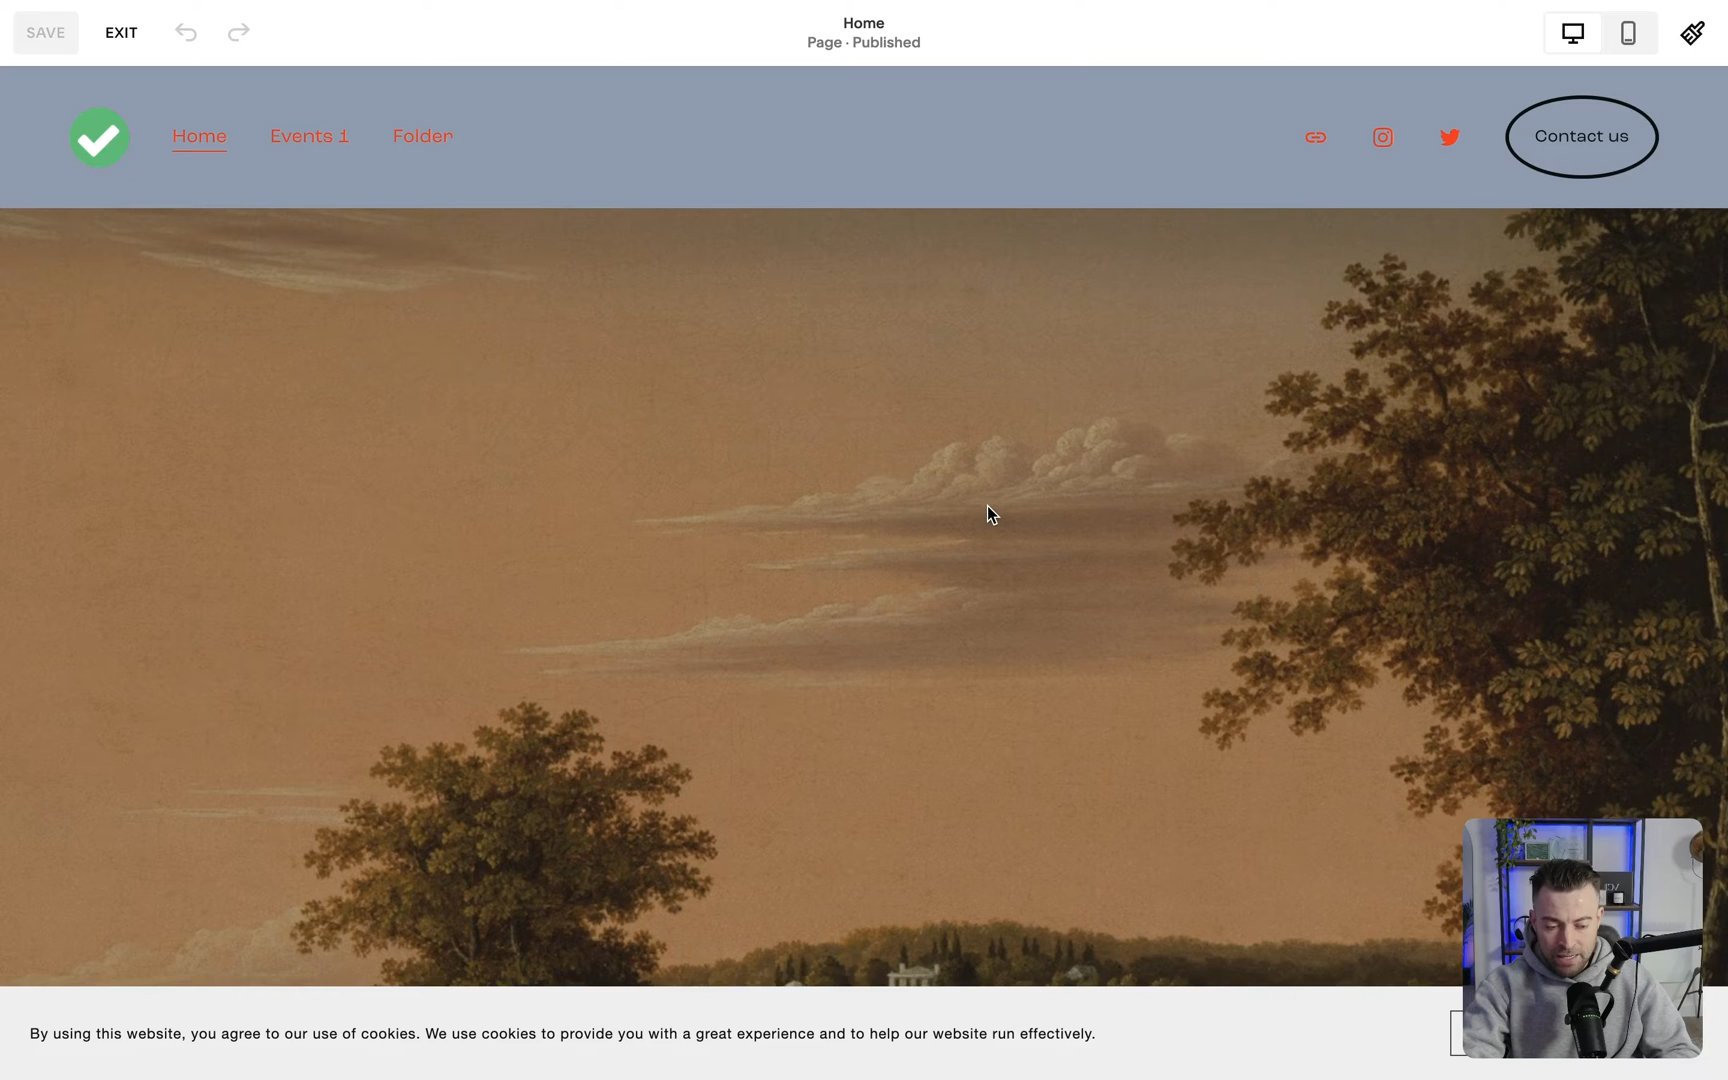 SAVE
EXIT
Home
Page · Published
Home
Events 1
Folder
Contact us
By using this website, you agree to our use of cookies. We use cookies to provide you with a great experience and to help our website run effectively.